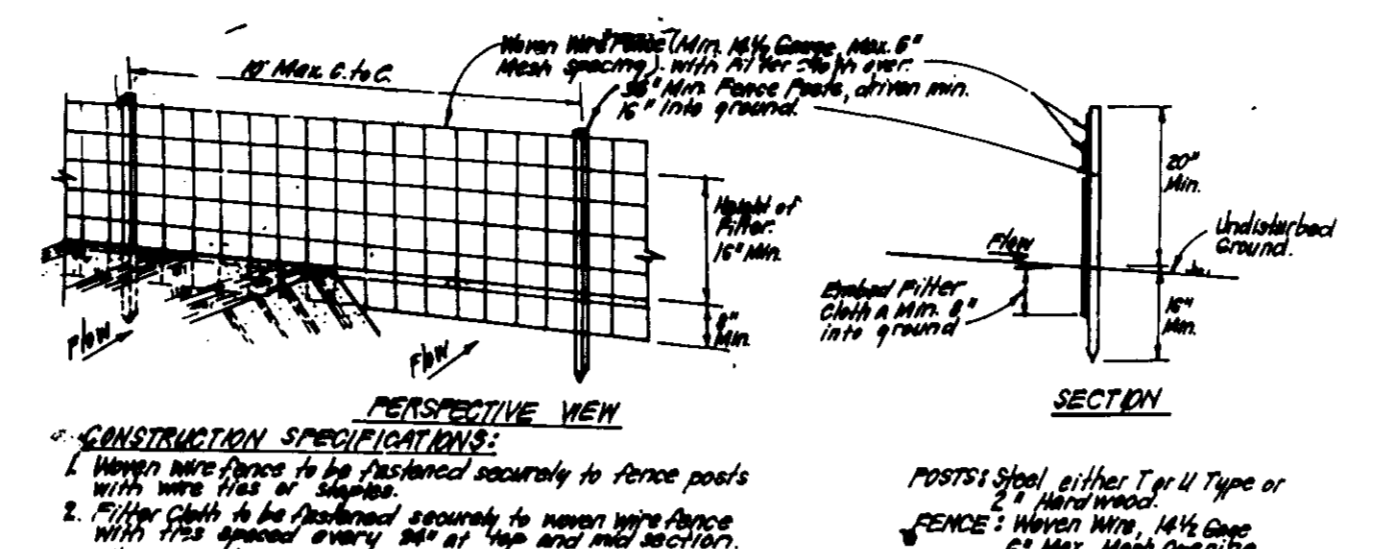 Woven Wire Fence (Min. 14½ Gauge, Max. 6"
Mesh spacing) with Filter Cloth over.
36" Min. Fence Posts, driven min.
16" into ground.
10' Max. C. to C.
Height of
Filter
16" Min.
8"
Min.
Flow
Flow
PERSPECTIVE VIEW
20"
Min.
Undisturbed
Ground.
Flow
Embed Filter
Cloth A Min. 8"
into ground
16"
Min.
SECTION
CONSTRUCTION SPECIFICATIONS:
1. Woven wire fence to be fastened securely to fence posts
with wire ties or staples.
2. Filter Cloth to be fastened securely to woven wire fence
with ties spaced every 24" at top and mid section.
POSTS: Steel either T or U Type or
2" Hardwood.
FENCE: Woven Wire, 14½ Gage
6" Max. Mesh Opening